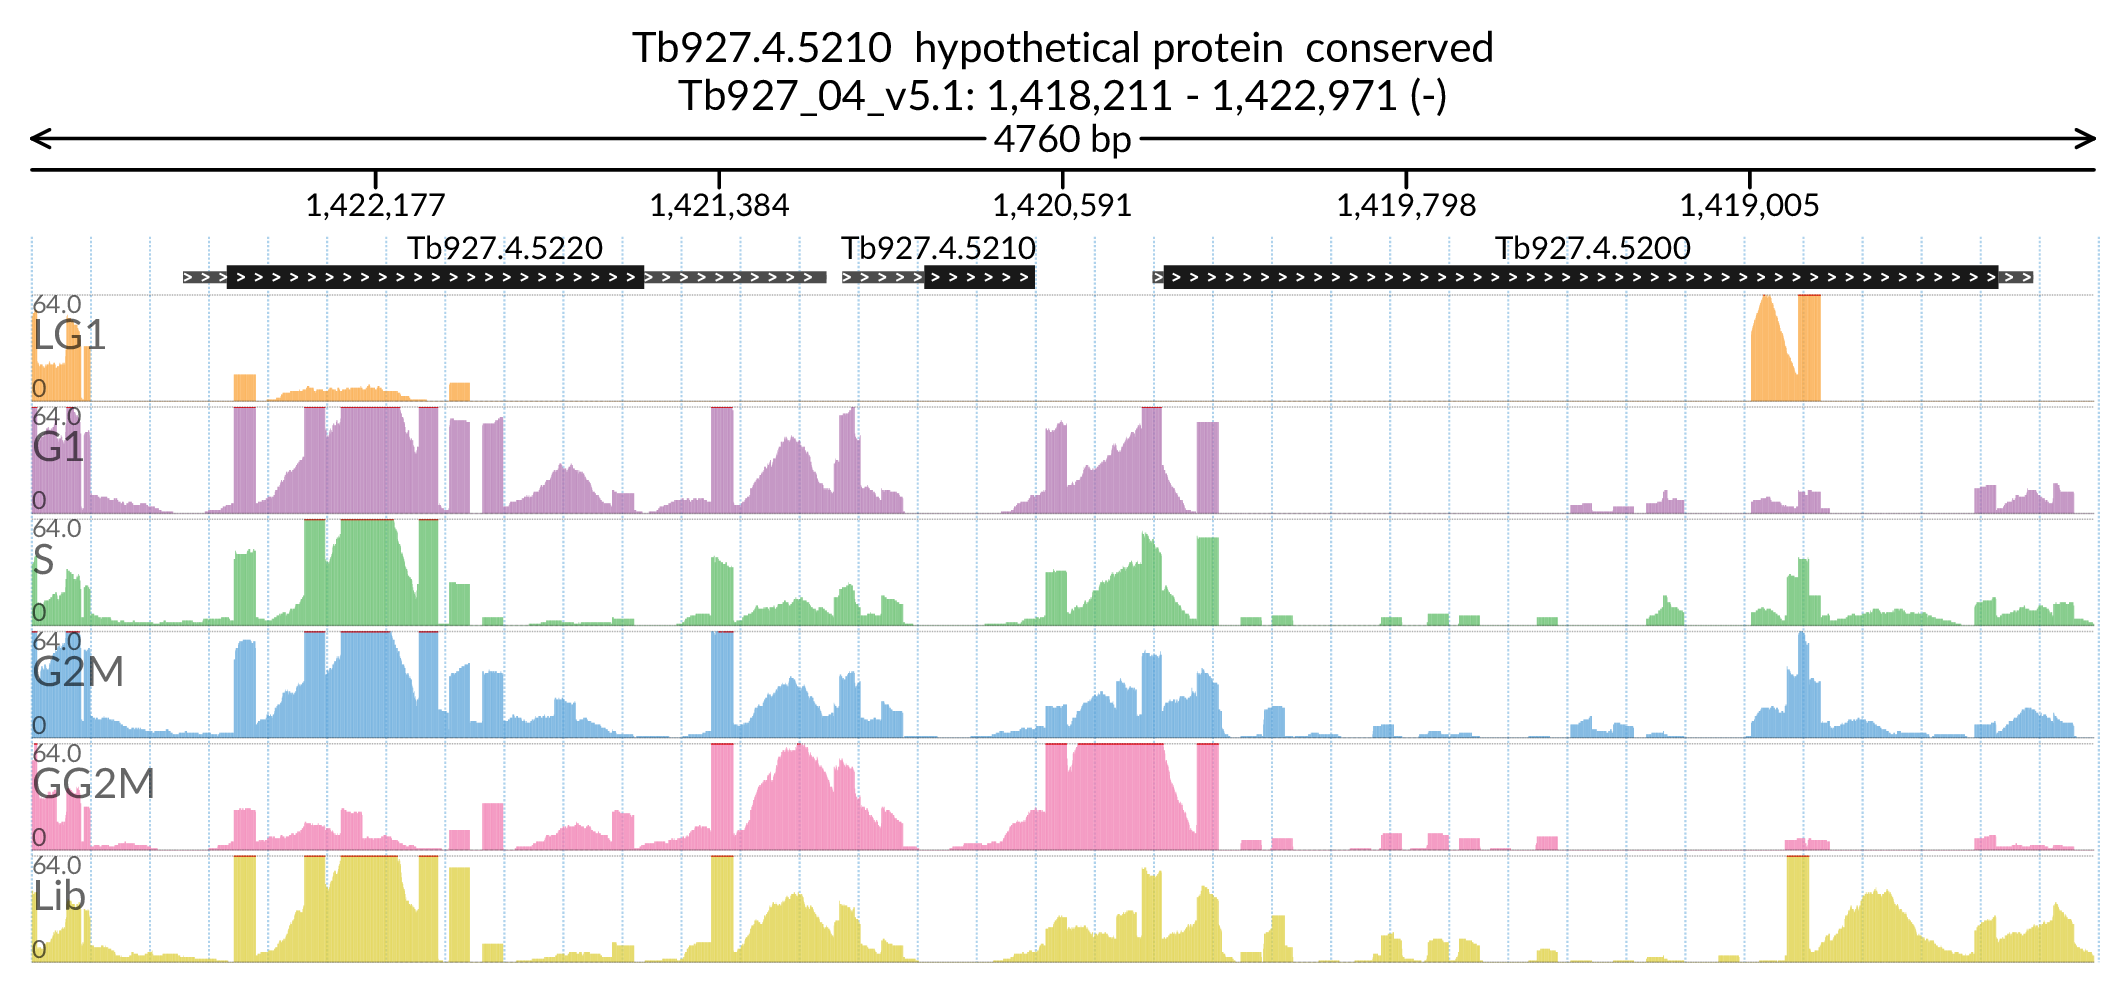 Tb927.4.5210 hypothetical protein conserved
Tb927_04_v5.1: 1,418,211 - 1,422,971 (-)
4760 bp
1,422,177 1,421,384 1,420,591 1,419,798 1,419,005
Tb927.4.5220 Tb927.4.5210 Tb927.4.5200
64.0
LG1
0
64.0
G1
0
64.0
S
0
64.0
G2M
0
64.0
GG2M
0
64.0
Lib
0